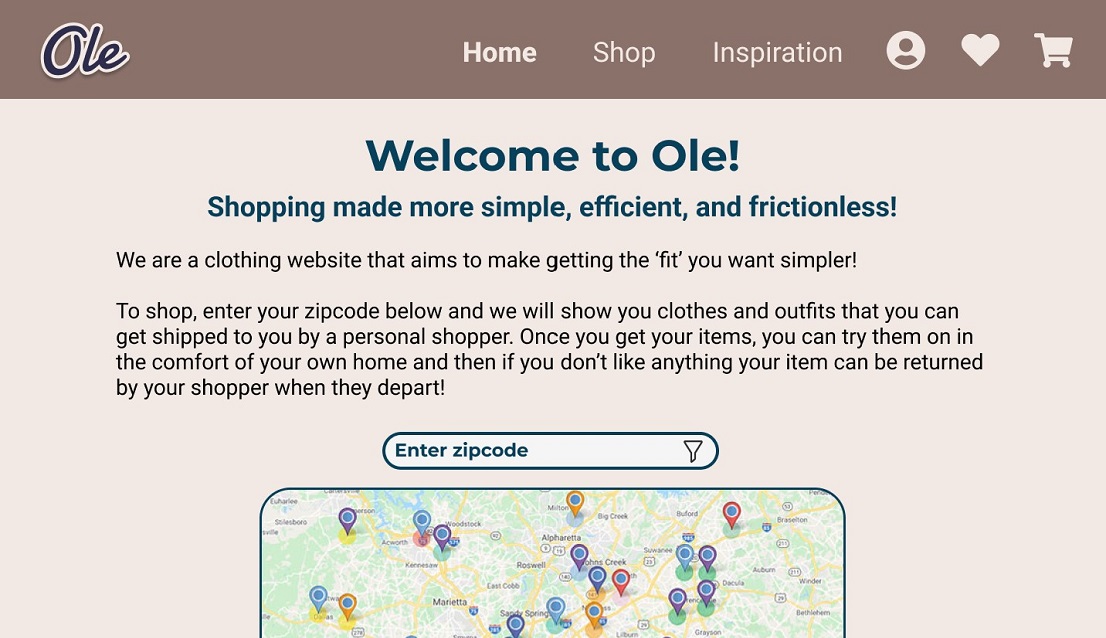 Ole
Home
Shop
Inspiration
Welcome to Ole!
Shopping made more simple, efficient, and frictionless!
We are a clothing website that aims to make getting the ‘fit’ you want simpler!
To shop, enter your zipcode below and we will show you clothes and outfits that you can
get shipped to you by a personal shopper. Once you get your items, you can try them on in
the comfort of your own home and then if you don’t like anything your item can be returned
by your shopper when they depart!
Enter zipcode
Euharlee
Cartersville
Stilesboro
Acworth
Woodstock
Kennesaw
Milton
Big Creek
Buford
Braselton
Alpharetta
Roswell
Johns Creek
Suwanee
Auburn
Winder
Dacula
East Cobb
Marietta
Sandy Springs
Dallas
Lilburn
Grayson
Bethlehem